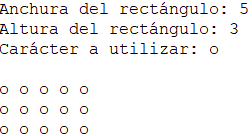 Anchura del rectángulo: 5
Altura del rectángulo: 3
Carácter a utilizar: o

o o o o o
o o o o o
o o o o o